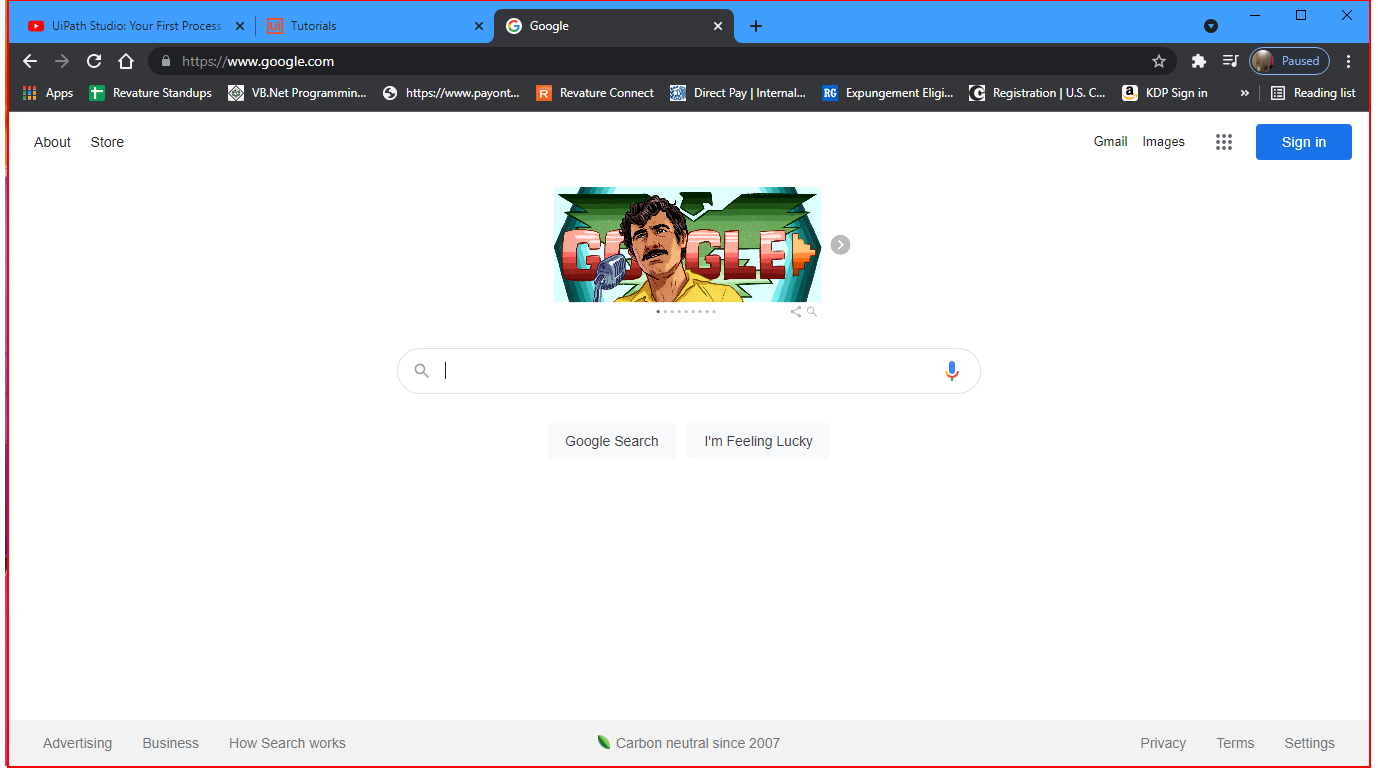 UiPath Studio: Your First Process
Tutorials
Google
https://www.google.com
Paused
Apps
Revature Standups
VB.Net Programmin...
https://www.payont...
Revature Connect
Direct Pay | Internal...
RG
Expungement Eligi...
Registration | U.S. C...
KDP Sign in
»
Reading list
About
Store
Gmail
Images
Sign in
GOOGLE
Google Search
I'm Feeling Lucky
Advertising
Business
How Search works
Carbon neutral since 2007
Privacy
Terms
Settings